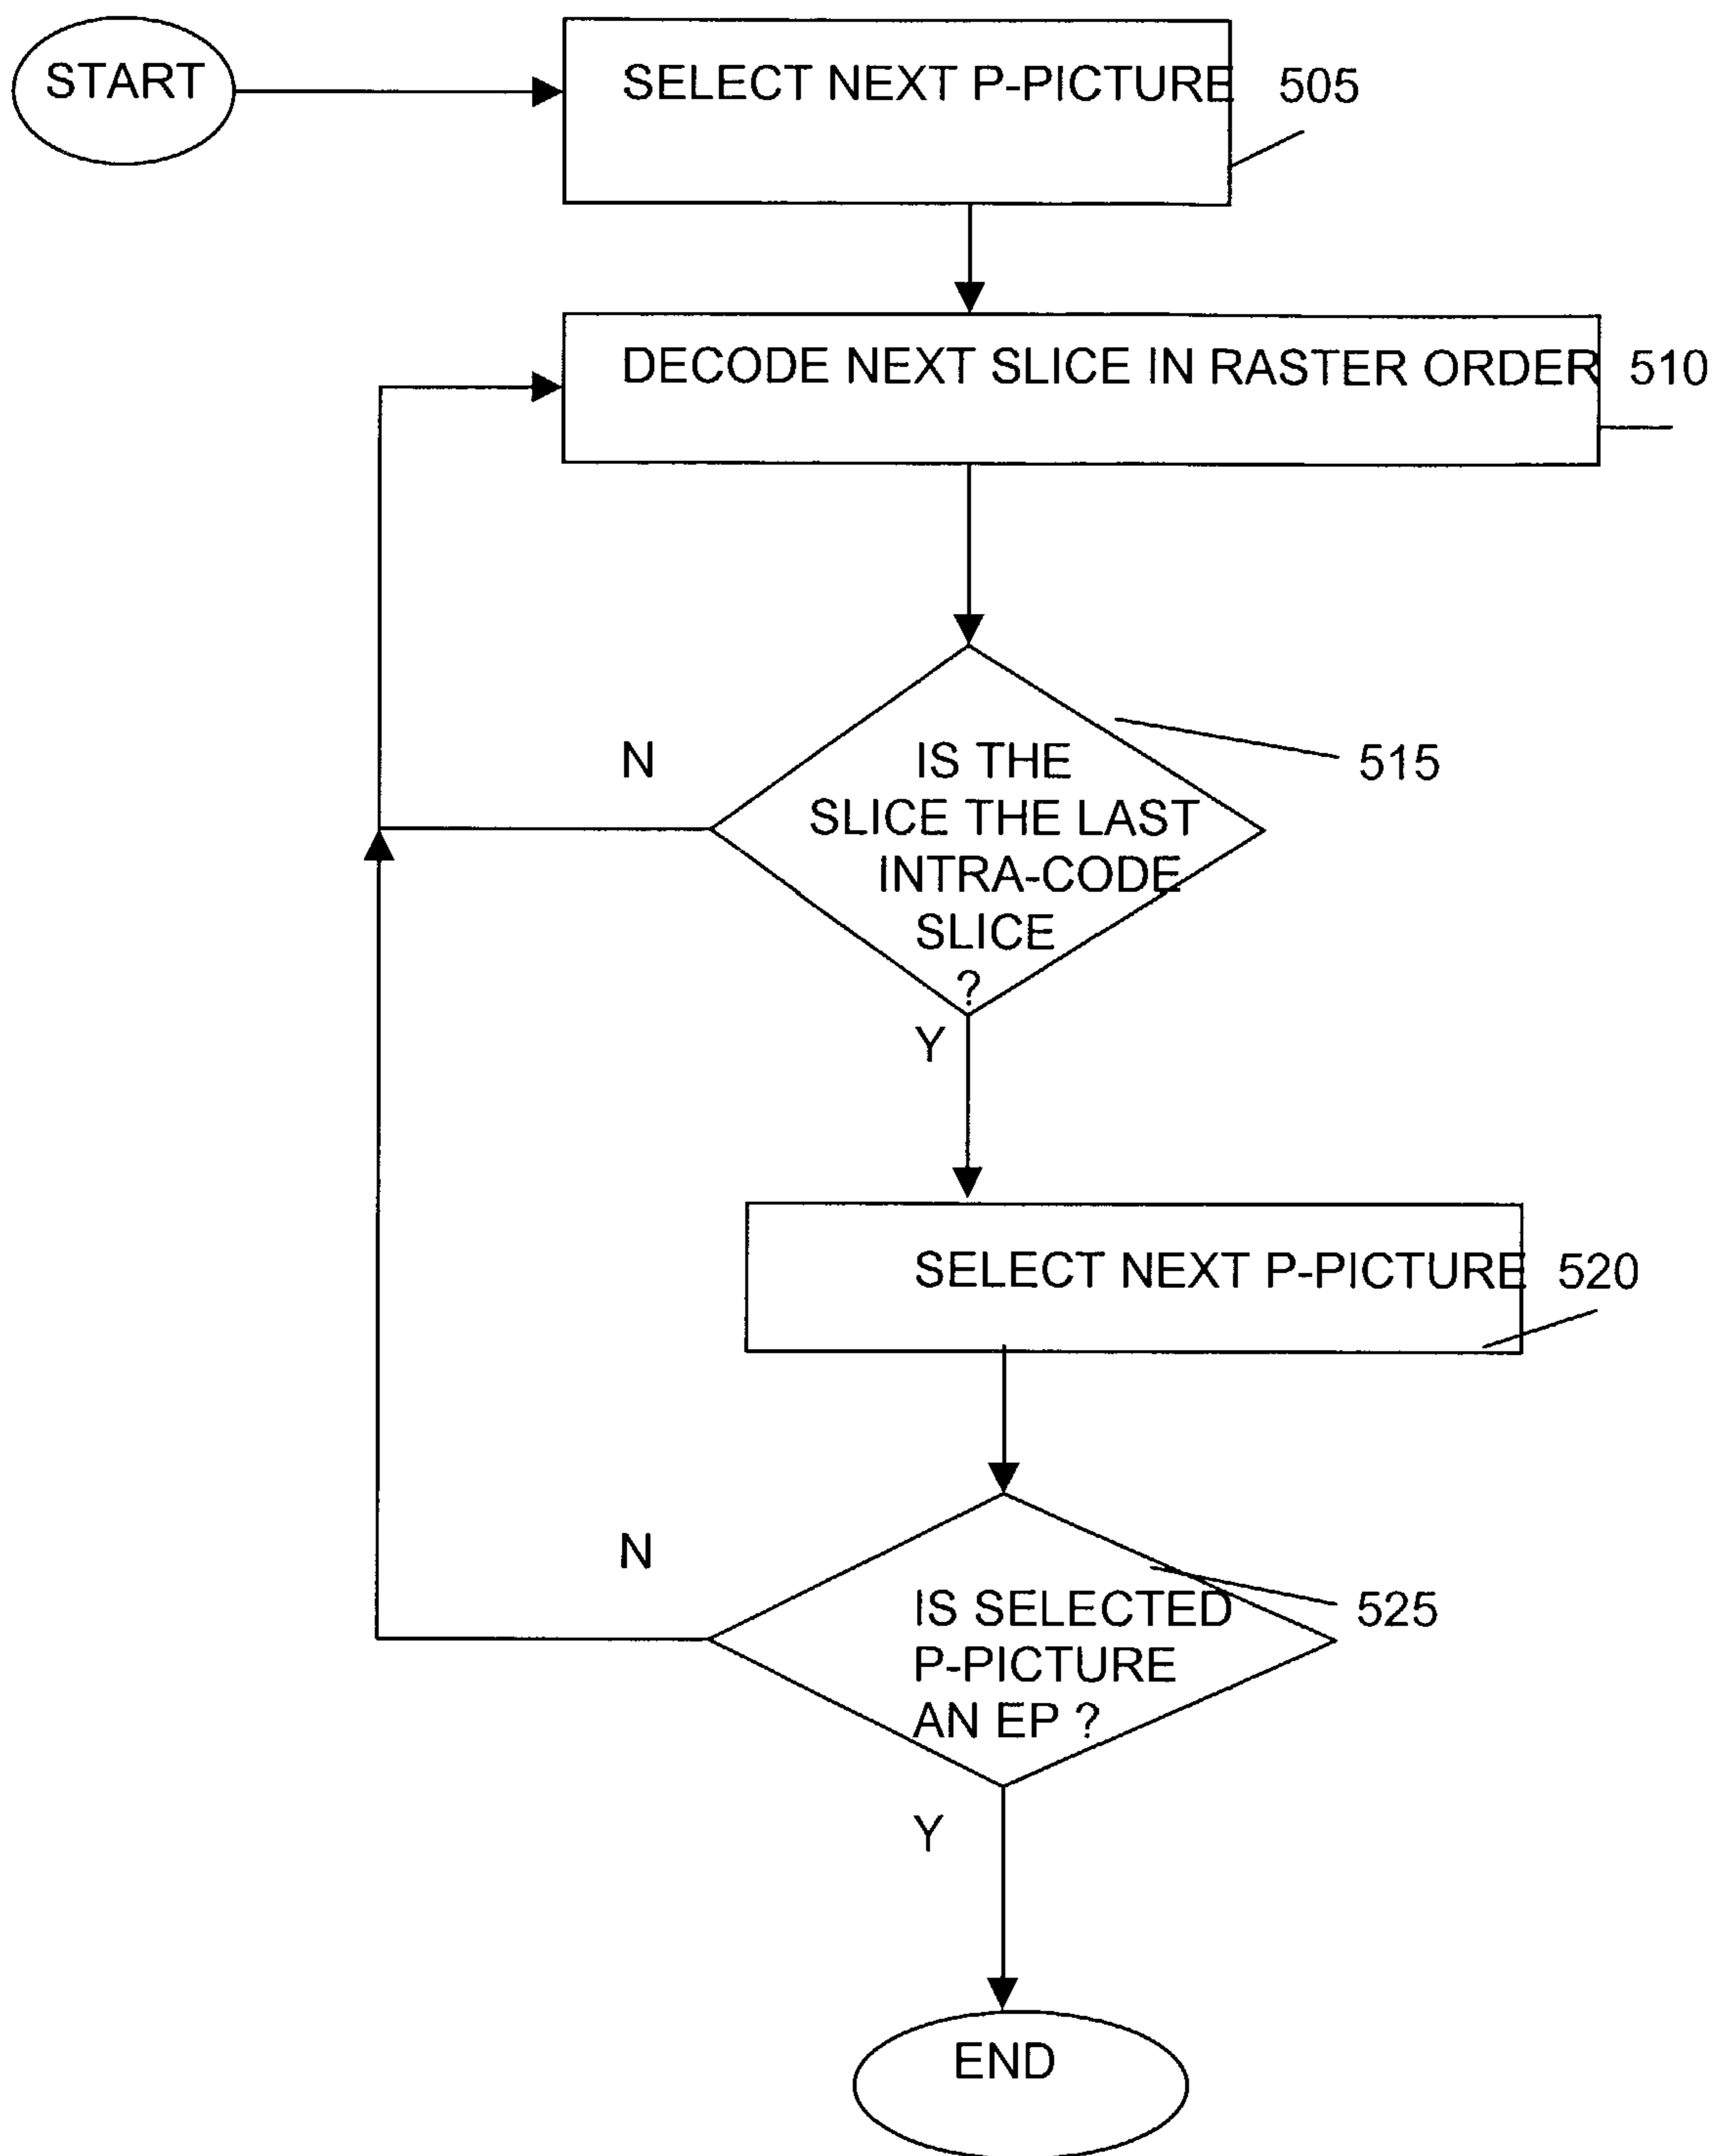 START
SELECT NEXT P-PICTURE 505
DECODE NEXT SLICE IN RASTER ORDER 510
N
IS THE
SLICE THE LAST
INTRA-CODE
SLICE
?
515
Y
SELECT NEXT P-PICTURE 520
N
IS SELECTED
P-PICTURE
AN EP ?
525
Y
END